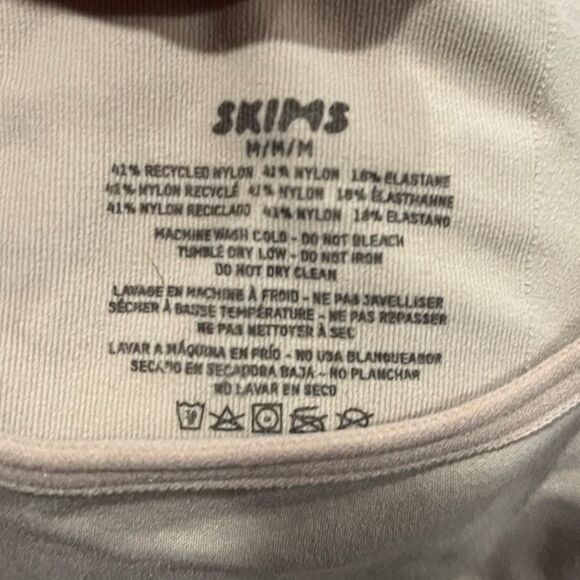 SKIMS
M/M/M
41% RECYCLED NYLON 41% NYLON 18% ELASTANE
41% NYLON RECYCLÉ 41% NYLON 18% ÉLASTHANNE
41% NYLON RECICLADO 41% NYLON 18% ELASTANO
MACHINE WASH COLD - DO NOT BLEACH
TUMBLE DRY LOW - DO NOT IRON
DO NOT DRY CLEAN
LAVAGE EN MACHINE À FROID - NE PAS JAVELLISER
SÉCHER À BASSE TEMPÉRATURE - NE PAS REPASSER
NE PAS NETTOYER À SEC
LAVAR A MÁQUINA EN FRÍO - NO USA BLANQUEADOR
SECADO EN SECADORA BAJA - NO PLANCHAR
NO LAVAR EN SECO